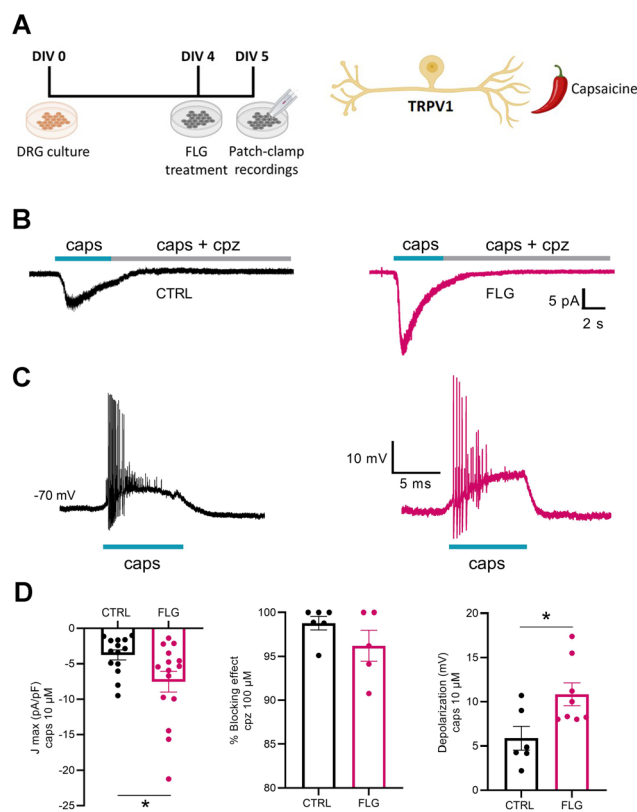 A
DIV 0
DIV 4
DIV 5
DRG culture
FLG
treatment
Patch-clamp
recordings
TRPV1
Capsaicine
B
caps
caps + cpz
CTRL
caps
caps + cpz
FLG
5 pA
2 s
C
-70 mV
caps
10 mV
5 ms
caps
D
CTRL
FLG
0
-5
-10
-15
-20
-25
J max (pA/pF)
caps 10 µM
*
100
95
90
85
80
% Blocking effect
cpz 100 µM
CTRL
FLG
20
15
10
5
0
Depolarization (mV)
caps 10 µM
*
CTRL
FLG